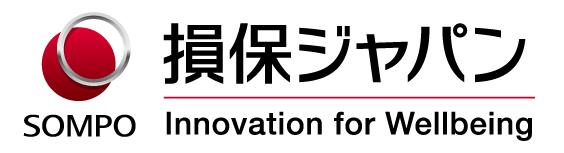 SOMPO
損保ジャパン
Innovation for Wellbeing